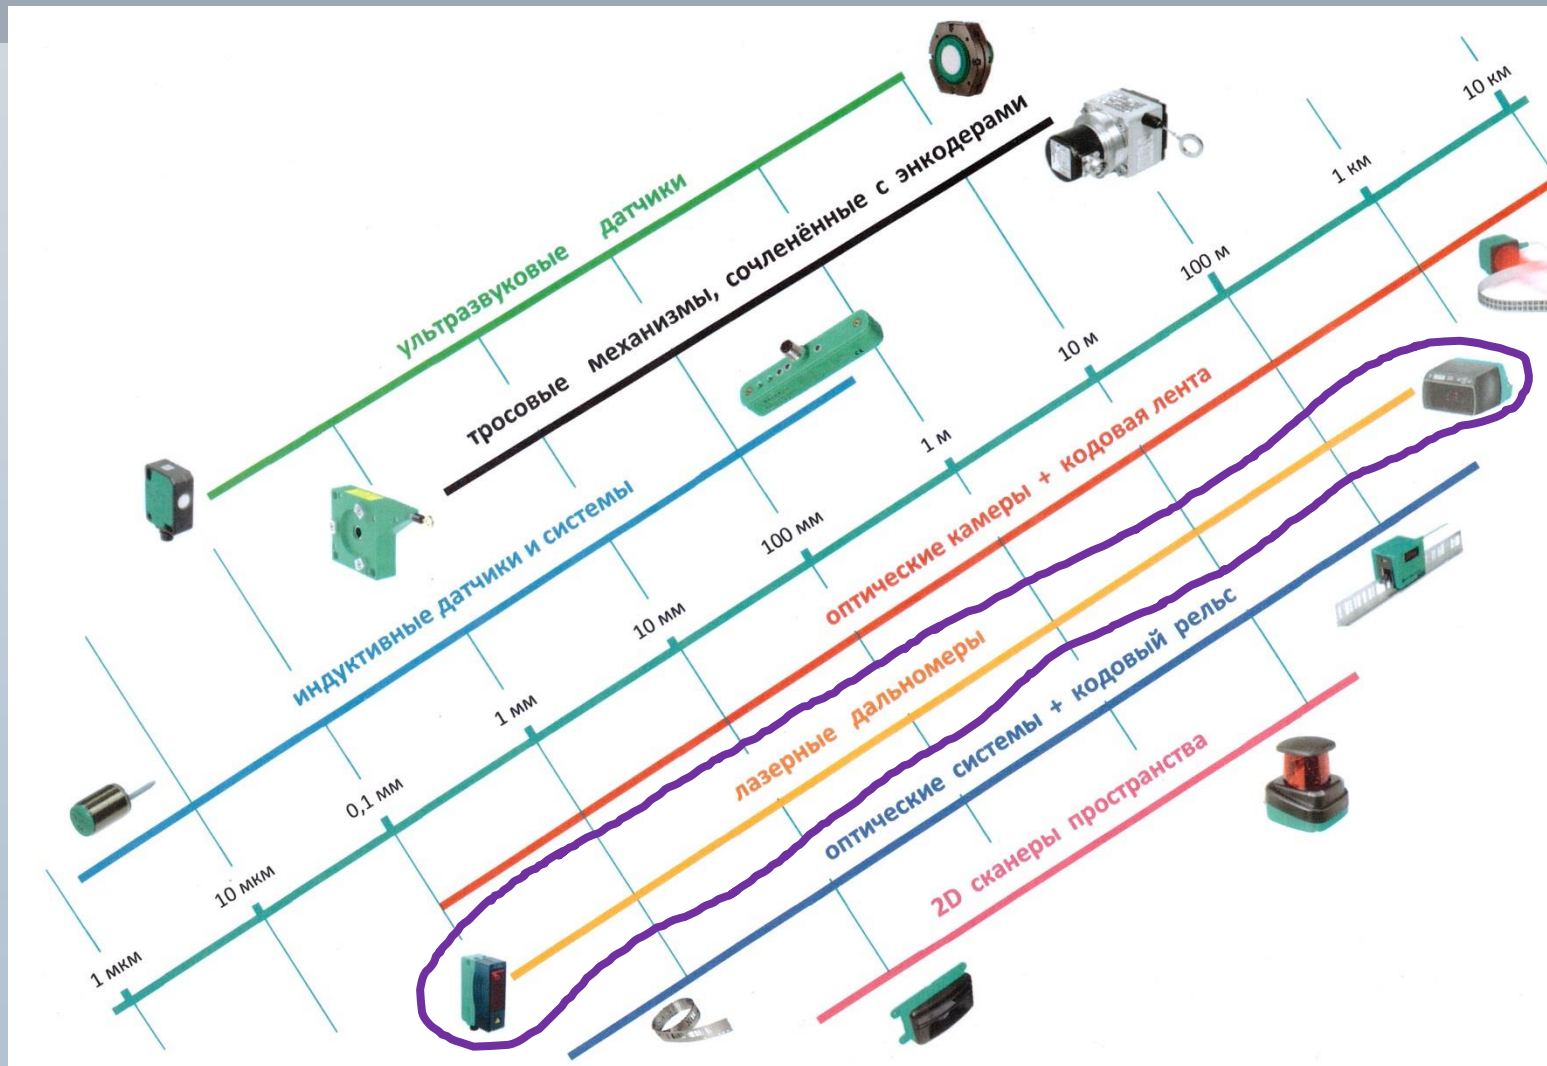 ультразвуковые датчики
тросовые механизмы, сочленённые с энкодерами
индуктивные датчики и системы
1 мкм
10 мкм
0,1 мм
1 мм
10 мм
100 мм
1 м
10 м
100 м
1 км
10 км
оптические камеры + кодовая лента
лазерные дальномеры
оптические системы + кодовый рельс
2D сканеры пространства